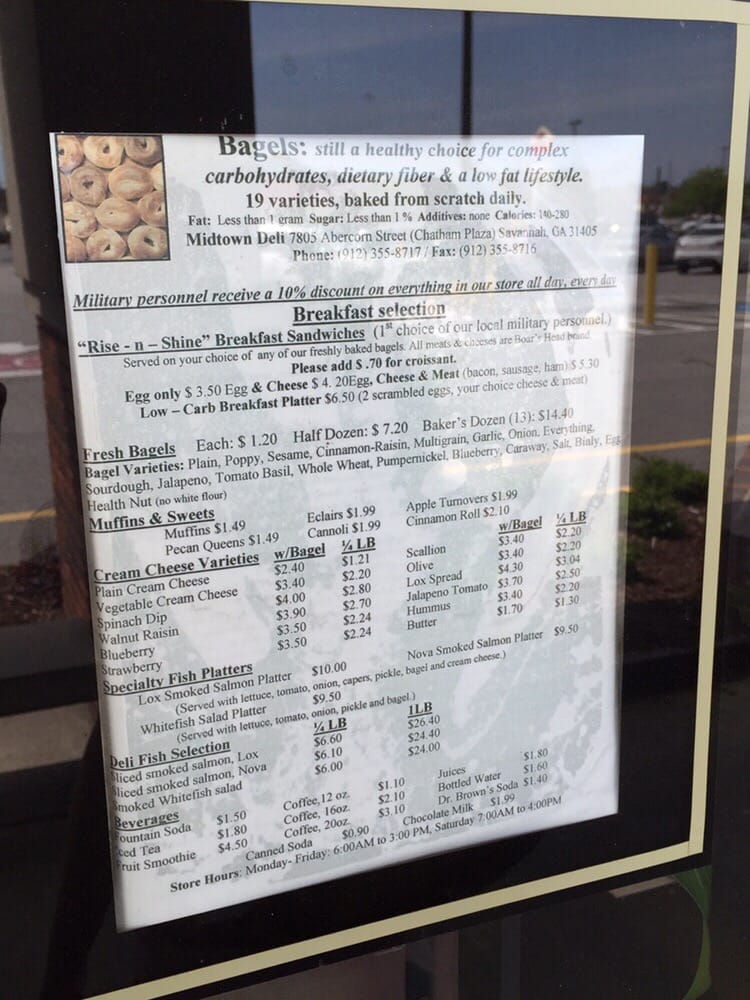 Bagels: still a healthy choice for complex
carbohydrates, dietary fiber & a low fat lifestyle.
19 varieties, baked from scratch daily.
Fat: Less than 1 gram Sugar: Less than 1 % Additives: none Calories: 140-280
Midtown Deli 7805 Abercorn Street (Chatham Plaza) Savannah, GA 31405
Phone: (912) 355-8717 / Fax: (912) 355-8716
Military personnel receive a 10% discount on everything in our store all day, every day
Breakfast selection
“Rise - n – Shine” Breakfast Sandwiches (1st choice of our local military personnel.)
Served on your choice of any of our freshly baked bagels. All meats & cheeses are Boar's Head brand
Please add $ .70 for croissant.
Egg only $ 3.50 Egg & Cheese $ 4. 20Egg, Cheese & Meat (bacon, sausage, ham) $ 5.30
Low – Carb Breakfast Platter $6.50 (2 scrambled eggs, your choice cheese & meat)
Fresh Bagels Each: $ 1.20 Half Dozen: $ 7.20 Baker's Dozen (13): $14.40
Bagel Varieties: Plain, Poppy, Sesame, Cinnamon-Raisin, Multigrain, Garlic, Onion, Everything,
Sourdough, Jalapeno, Tomato Basil, Whole Wheat, Pumpernickel, Blueberry, Caraway, Salt, Bialy, Egg
Health Nut (no white flour)
Muffins & Sweets
Muffins $1.49 Eclairs $1.99 Apple Turnovers $1.99
Pecan Queens $1.49 Cannoli $1.99 Cinnamon Roll $2.10
Cream Cheese Varieties w/Bagel ¼ LB w/Bagel ¼ LB
Plain Cream Cheese $2.40 $1.21 Scallion $3.40 $2.20
Vegetable Cream Cheese $3.40 $2.20 Olive $3.40 $2.20
Spinach Dip $4.00 $2.80 Lox Spread $4.30 $3.04
Walnut Raisin $3.90 $2.70 Jalapeno Tomato $3.70 $2.50
Blueberry $3.50 $2.24 Hummus $3.40 $2.20
Strawberry $3.50 $2.24 Butter $1.70 $1.30
Specialty Fish Platters
Lox Smoked Salmon Platter $10.00 Nova Smoked Salmon Platter $9.50
(Served with lettuce, tomato, onion, capers, pickle, bagel and cream cheese.)
Whitefish Salad Platter $9.50
(Served with lettuce, tomato, onion, pickle and bagel.)
Deli Fish Selection ¼ LB 1LB
Sliced smoked salmon, Lox $6.60 $26.40
Sliced smoked salmon, Nova $6.10 $24.40
Smoked Whitefish salad $6.00 $24.00
Beverages
Fountain Soda $1.50 Coffee,12 oz. $1.10 Juices $1.80
Iced Tea $1.80 Coffee, 16oz. $2.10 Bottled Water $1.60
Fruit Smoothie $4.50 Coffee, 20oz. $3.10 Dr. Brown's Soda $1.40
Canned Soda $0.90 Chocolate Milk $1.99
Store Hours: Monday- Friday: 6:00AM to 3:00 PM, Saturday 7:00AM to 4:00PM